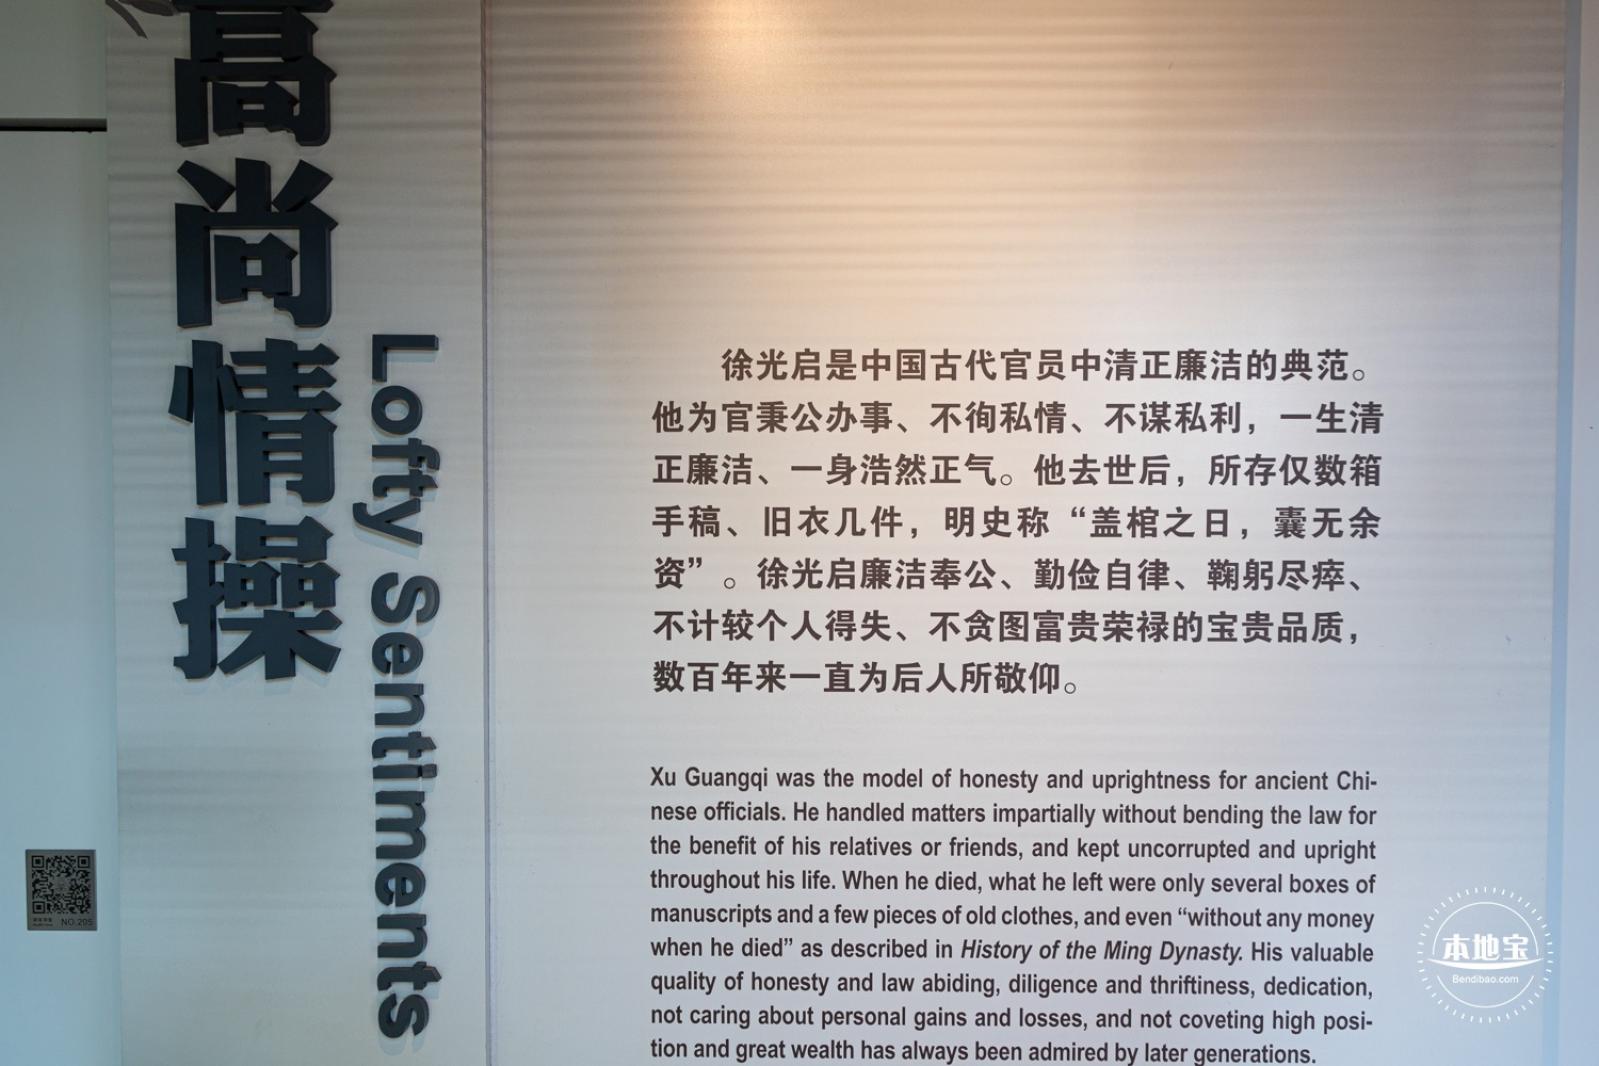 高尚情操
Lofty Sentiments
徐光启是中国古代官员中清正廉洁的典范。
他为官秉公办事、不徇私情、不谋私利，一生清
正廉洁、一身浩然正气。他去世后，所存仅数箱
手稿、旧衣几件，明史称“盖棺之日，囊无余
资”。徐光启廉洁奉公、勤俭自律、鞠躬尽瘁、
不计较个人得失、不贪图富贵荣禄的宝贵品质，
数百年来一直为后人所敬仰。
Xu Guangqi was the model of honesty and uprightness for ancient Chi-
nese officials. He handled matters impartially without bending the law for
the benefit of his relatives or friends, and kept uncorrupted and upright
throughout his life. When he died, what he left were only several boxes of
manuscripts and a few pieces of old clothes, and even “without any money
when he died” as described in History of the Ming Dynasty. His valuable
quality of honesty and law abiding, diligence and thriftiness, dedication,
not caring about personal gains and losses, and not coveting high posi-
tion and great wealth has always been admired by later generations.
NO.205
本地宝
Bendibao.com